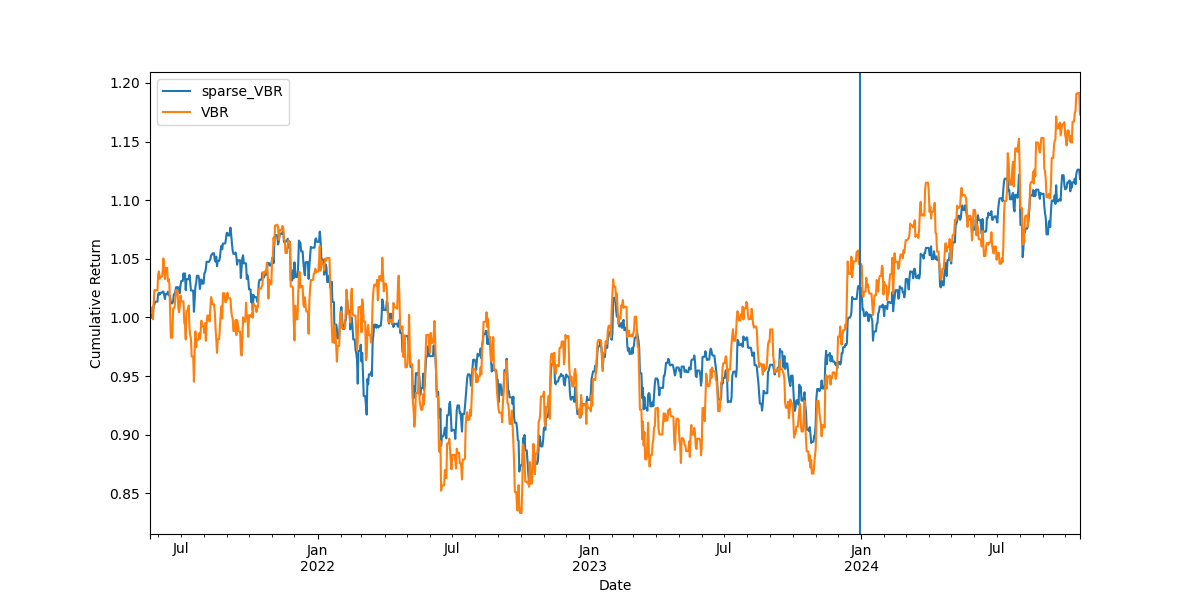 1.20
1.15
1.10
1.05
1.00
0.95
0.90
0.85
Cumulative Return
sparse_VBR
VBR
Jul
Jan
2022
Jul
Jan
2023
Jul
Jan
2024
Jul
Date